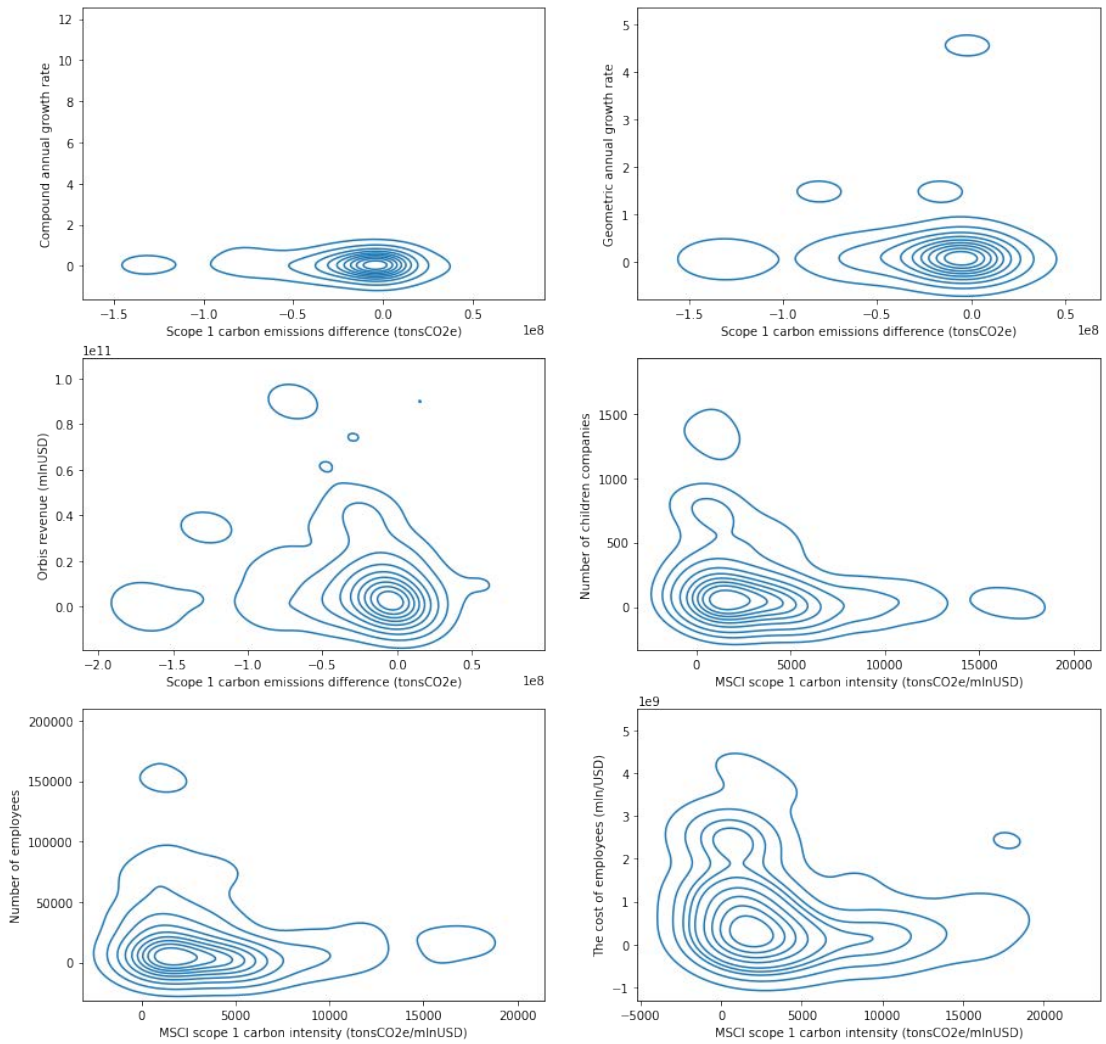 12
10
8
6
4
2
0
Compound annual growth rate
−1.5 −1.0 −0.5 0.0 0.5
1e8
Scope 1 carbon emissions difference (tonsCO2e)
5
4
3
2
1
0
Geometric annual growth rate
−1.5 −1.0 −0.5 0.0 0.5
1e8
Scope 1 carbon emissions difference (tonsCO2e)
1e11
1.0
0.8
0.6
0.4
0.2
0.0
Orbis revenue (mlnUSD)
−2.0 −1.5 −1.0 −0.5 0.0 0.5
1e8
Scope 1 carbon emissions difference (tonsCO2e)
1500
1000
500
0
Number of children companies
0 5000 10000 15000 20000
MSCI scope 1 carbon intensity (tonsCO2e/mlnUSD)
200000
150000
100000
50000
0
Number of employees
0 5000 10000 15000 20000
MSCI scope 1 carbon intensity (tonsCO2e/mlnUSD)
1e9
5
4
3
2
1
0
−1
The cost of employees (mln/USD)
−5000 0 5000 10000 15000 20000
MSCI scope 1 carbon intensity (tonsCO2e/mlnUSD)